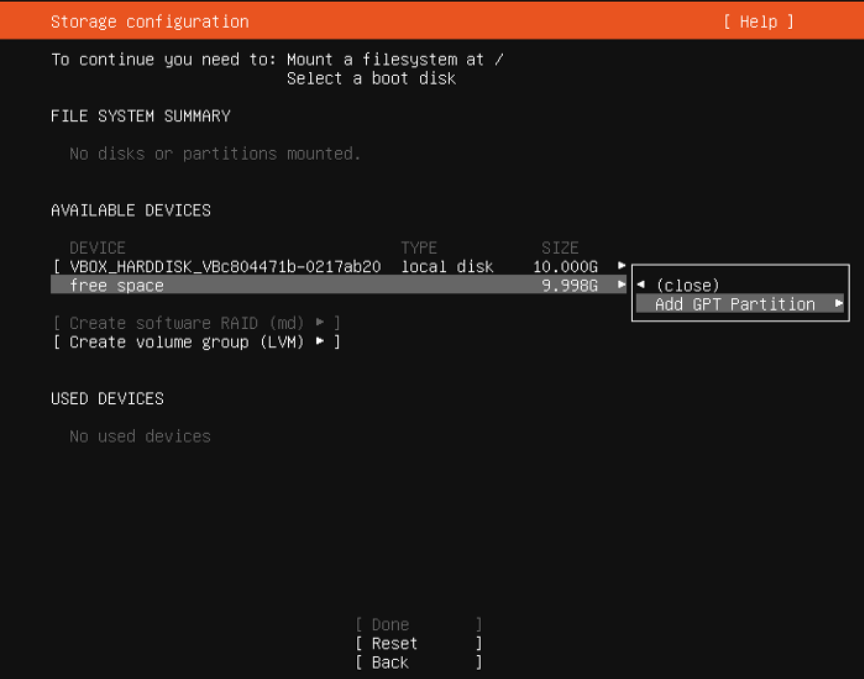 Storage configuration [ Help ]
To continue you need to: Mount a filesystem at /
Select a boot disk
FILE SYSTEM SUMMARY
No disks or partitions mounted.
AVAILABLE DEVICES
DEVICE TYPE SIZE
[ VBOX_HARDDISK_VBc804471b-0217ab20 local disk 10.000G ▸
free space 9.998G ▸
◂ (close)
Add GPT Partition ▸
[ Create software RAID (md) ▸ ]
[ Create volume group (LVM) ▸ ]
USED DEVICES
No used devices
[ Done ]
[ Reset ]
[ Back ]